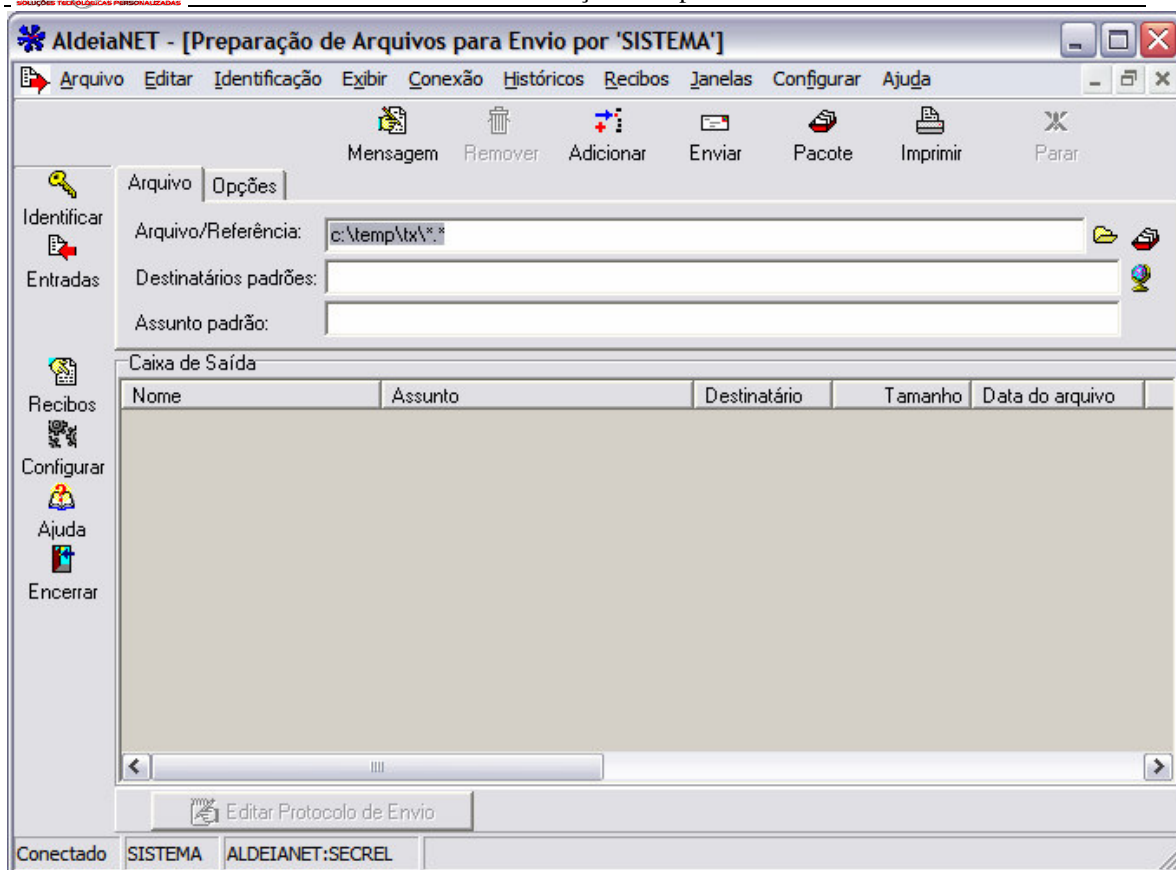 SOLUÇÕES TECNOLÓGICAS PERSONALIZADAS
AldeiaNET - [Preparação de Arquivos para Envio por 'SISTEMA']
Arquivo Editar Identificação Exibir Conexão Históricos Recibos Janelas Configurar Ajuda
Mensagem Remover Adicionar Enviar Pacote Imprimir Parar
Identificar
Entradas
Recibos
Configurar
Ajuda
Encerrar
Arquivo Opções
Arquivo/Referência: c:\temp\tx\*.*
Destinatários padrões:
Assunto padrão:
Caixa de Saída
Nome Assunto Destinatário Tamanho Data do arquivo
Editar Protocolo de Envio
Conectado SISTEMA ALDEIANET:SECREL